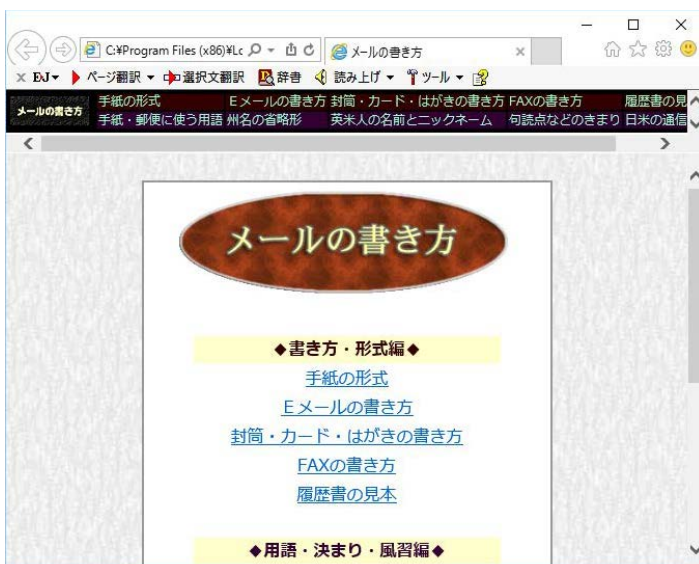 C:¥Program Files (x86)¥Lc
メールの書き方
EJ ページ翻訳 選択文翻訳 辞書 読み上げ ツール
メールの書き方
手紙の形式 Eメールの書き方 封筒・カード・はがきの書き方 FAXの書き方 履歴書の見
手紙・郵便に使う用語 州名の省略形 英米人の名前とニックネーム 句読点などのきまり 日米の通信
メールの書き方
◆書き方・形式編◆
手紙の形式
Eメールの書き方
封筒・カード・はがきの書き方
FAXの書き方
履歴書の見本
◆用語・決まり・風習編◆